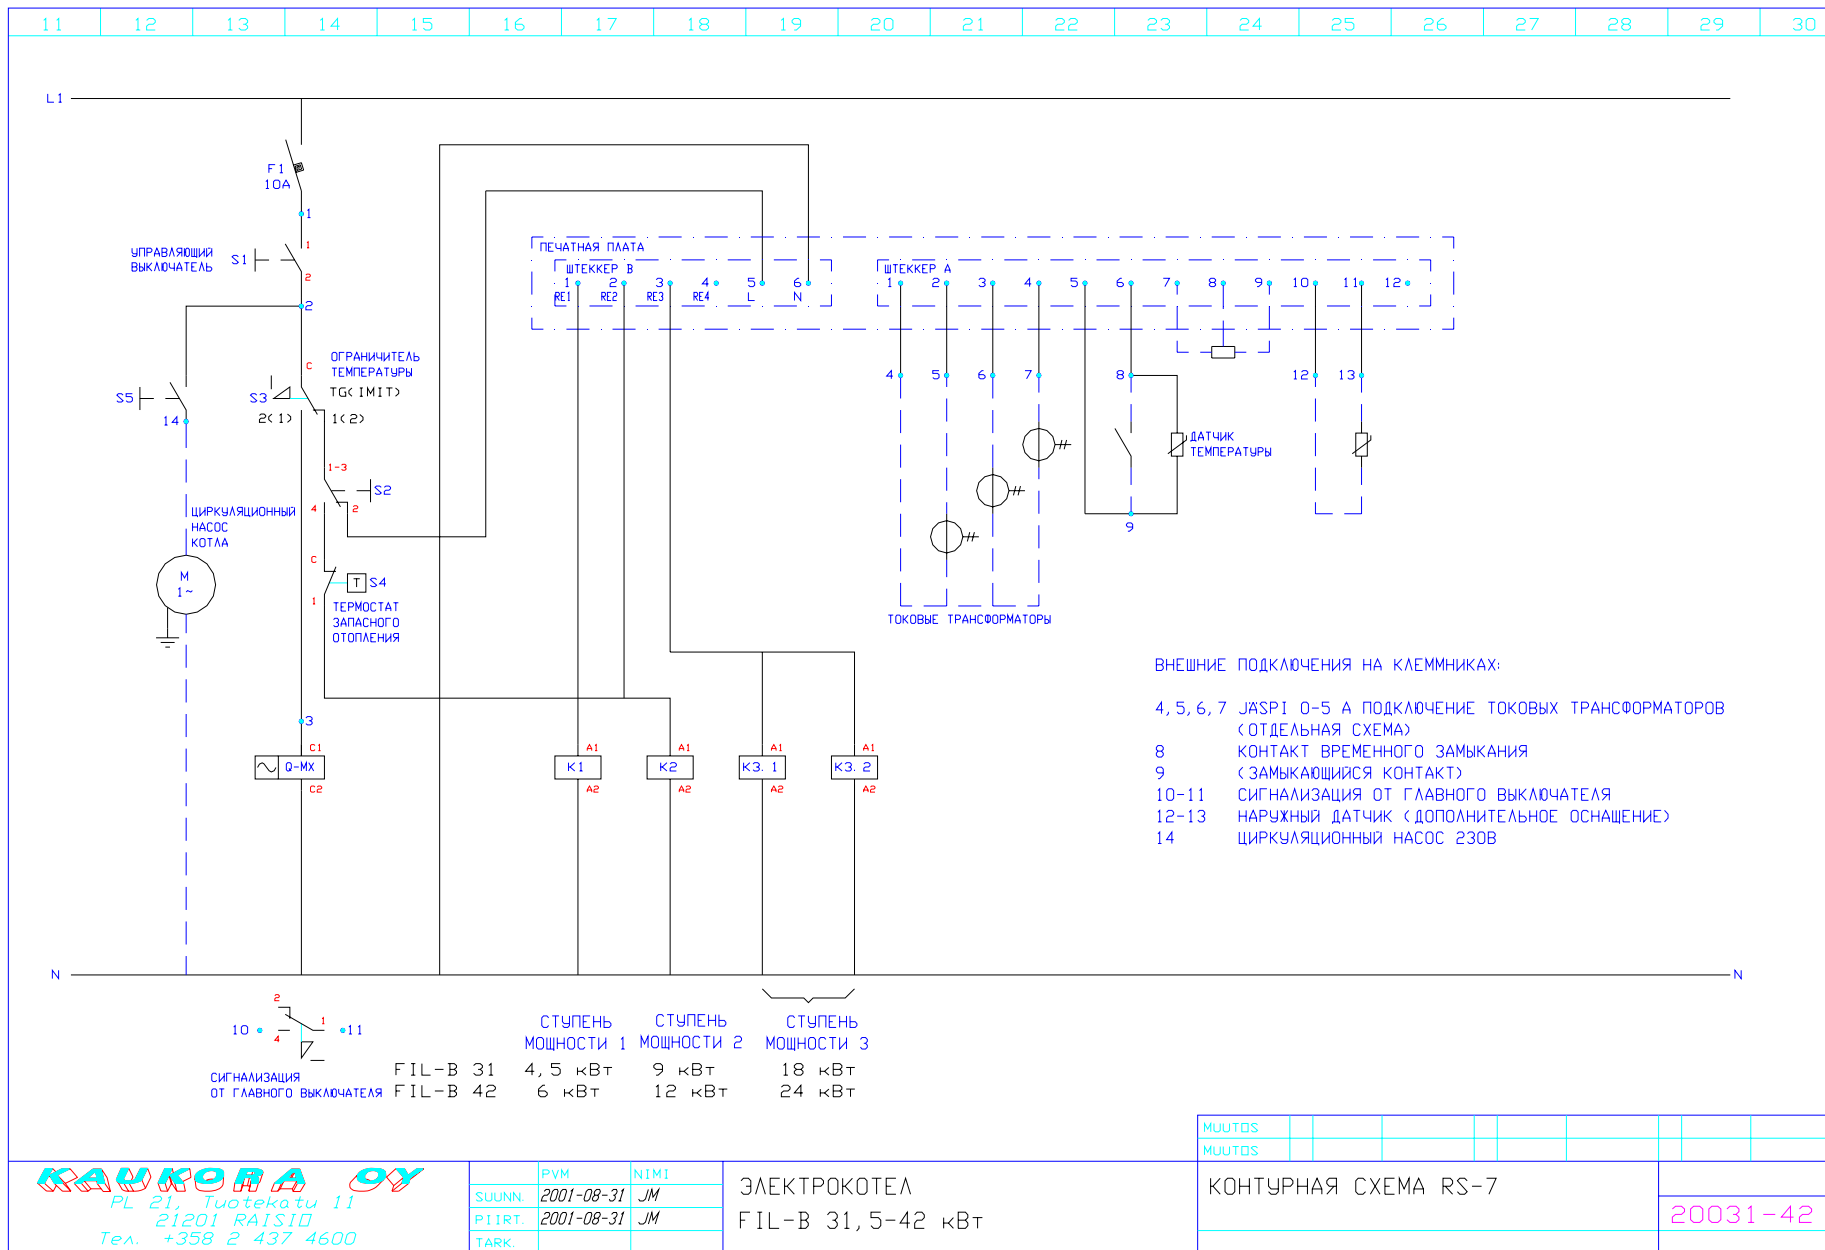 11 12 13 14 15 16 17 18 19 20 21 22 23 24 25 26 27 28 29 30
L1
F1
10A
1
УПРАВЛЯЮЩИЙ
ВЫКЛЮЧАТЕЛЬ
S1
1
2
2
ПЕЧАТНАЯ ПЛАТА
ШТЕККЕР В
1 2 3 4 5 6
RE1 RE2 RE3 RE4 L N
ШТЕККЕР А
1 2 3 4 5 6 7 8 9 10 11 12
ОГРАНИЧИТЕЛЬ
ТЕМПЕРАТУРЫ
TG(IMIT)
C
S3
2(1) 1(2)
S5
14
4 5 6 7 8 12 13
ДАТЧИК
ТЕМПЕРАТУРЫ
9
1-3
S2
4 2
ЦИРКУЛЯЦИОННЫЙ
НАСОС
КОТЛА
M
1~
C
T S4
1
ТЕРМОСТАТ
ЗАПАСНОГО
ОТОПЛЕНИЯ
ТОКОВЫЕ ТРАНСФОРМАТОРЫ
3
C1 A1 A1 A1 A1
Q-MX K1 K2 K3.1 K3.2
C2 A2 A2 A2 A2
ВНЕШНИЕ ПОДКЛЮЧЕНИЯ НА КЛЕММНИКАХ:
4,5,6,7 JÄSPI 0-5 А ПОДКЛЮЧЕНИЕ ТОКОВЫХ ТРАНСФОРМАТОРОВ
(ОТДЕЛЬНАЯ СХЕМА)
8 КОНТАКТ ВРЕМЕННОГО ЗАМЫКАНИЯ
9 (ЗАМЫКАЮЩИЙСЯ КОНТАКТ)
10-11 СИГНАЛИЗАЦИЯ ОТ ГЛАВНОГО ВЫКЛЮЧАТЕЛЯ
12-13 НАРУЖНЫЙ ДАТЧИК (ДОПОЛНИТЕЛЬНОЕ ОСНАЩЕНИЕ)
14 ЦИРКУЛЯЦИОННЫЙ НАСОС 230В
N N
2
10 1 11
4
СИГНАЛИЗАЦИЯ
ОТ ГЛАВНОГО ВЫКЛЮЧАТЕЛЯ
СТУПЕНЬ СТУПЕНЬ СТУПЕНЬ
МОЩНОСТИ 1 МОЩНОСТИ 2 МОЩНОСТИ 3
FIL-B 31 4,5 кВт 9 кВт 18 кВт
FIL-B 42 6 кВт 12 кВт 24 кВт
MUUTOS
MUUTOS
KAUKORA OY
PL 21, Tuotekatu 11
21201 RAISIO
Тел. +358 2 437 4600
PVM NIMI
SUUNN. 2001-08-31 JM
PIIRT. 2001-08-31 JM
TARK.
ЭЛЕКТРОКОТЕЛ
FIL-B 31,5-42 кВт
КОНТУРНАЯ СХЕМА RS-7
20031-42